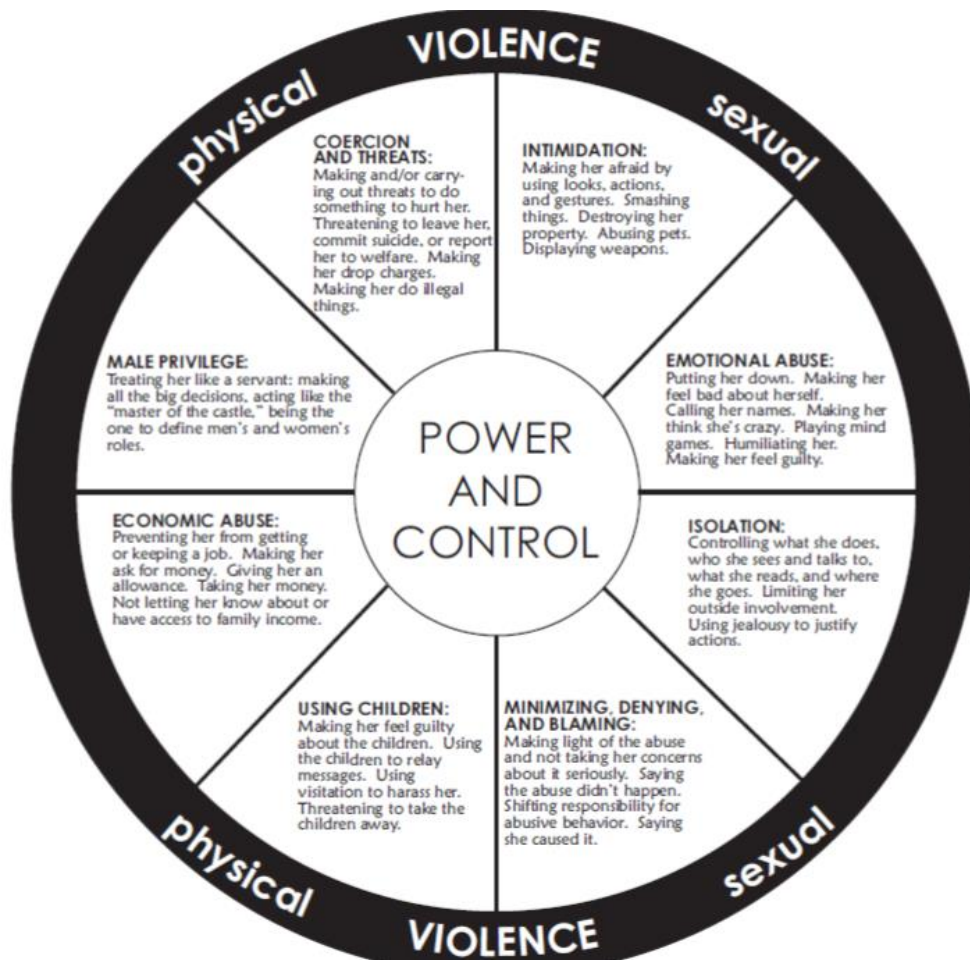 physical VIOLENCE sexual
COERCION
AND THREATS:
Making and/or carry-
ing out threats to do
something to hurt her.
Threatening to leave her,
commit suicide, or report
her to welfare.  Making
her drop charges.
Making her do illegal
things.
INTIMIDATION:
Making her afraid by
using looks, actions,
and gestures.  Smashing
things.  Destroying her
property.  Abusing pets.
Displaying weapons.
MALE PRIVILEGE:
Treating her like a servant: making
all the big decisions, acting like the
“master of the castle,” being the
one to define men’s and women’s
roles.
EMOTIONAL ABUSE:
Putting her down.  Making her
feel bad about herself.
Calling her names.  Making her
think she’s crazy.  Playing mind
games.  Humiliating her.
Making her feel guilty.
POWER
AND
CONTROL
ECONOMIC ABUSE:
Preventing her from getting
or keeping a job.  Making her
ask for money.  Giving her an
allowance.  Taking her money.
Not letting her know about or
have access to family income.
ISOLATION:
Controlling what she does,
who she sees and talks to,
what she reads, and where
she goes.  Limiting her
outside involvement.
Using jealousy to justify
actions.
USING CHILDREN:
Making her feel guilty
about the children.  Using
the children to relay
messages.  Using
visitation to harass her.
Threatening to take the
children away.
MINIMIZING, DENYING,
AND BLAMING:
Making light of the abuse
and not taking her concerns
about it seriously.  Saying
the abuse didn’t happen.
Shifting responsibility for
abusive behavior.  Saying
she caused it.
physical VIOLENCE sexual